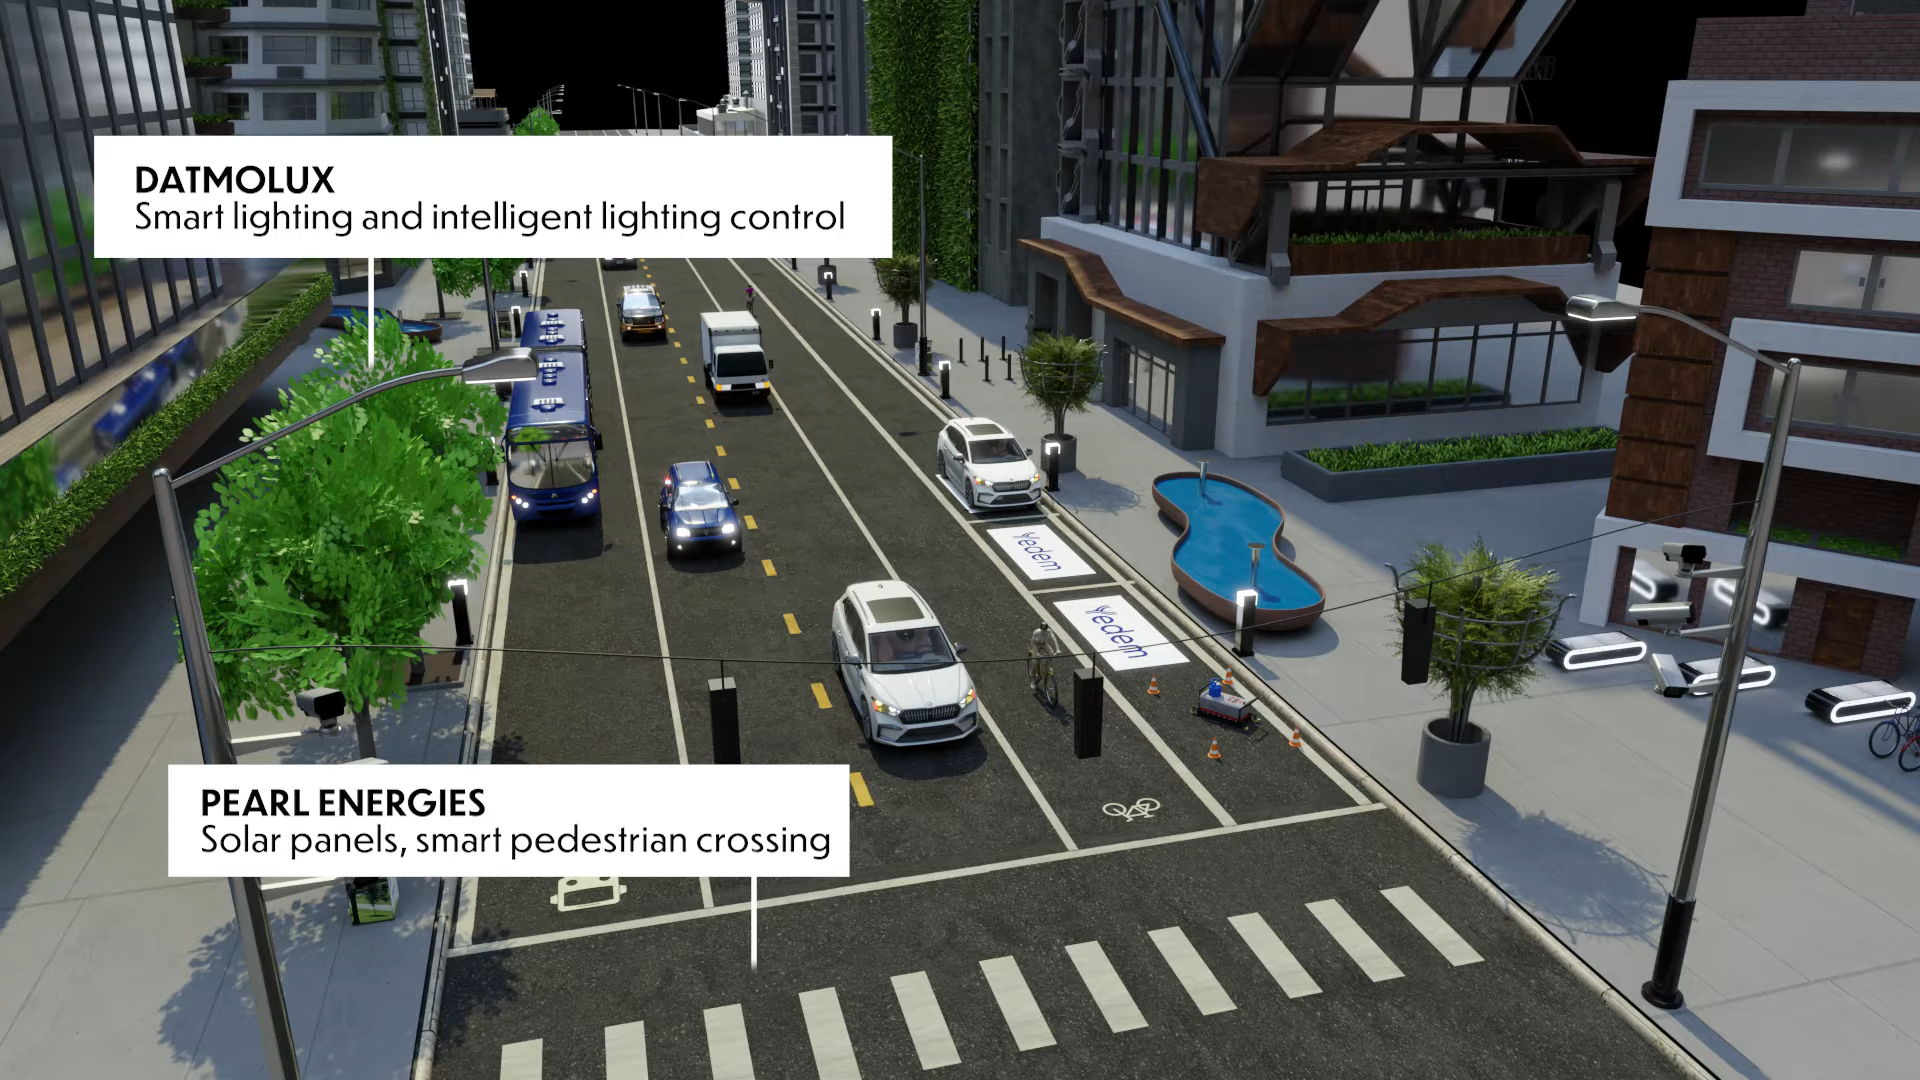 DATMOLUX
Smart lighting and intelligent lighting control
Yedem
Yedem
PEARL ENERGIES
Solar panels, smart pedestrian crossing